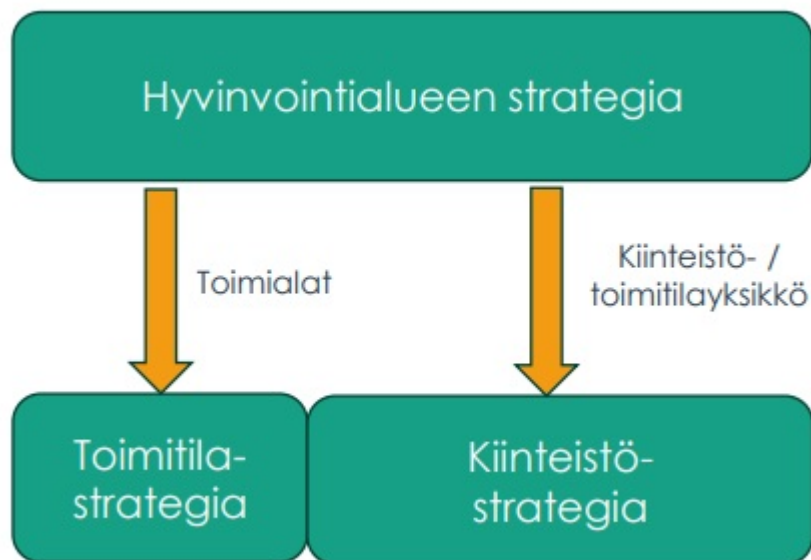 Hyvinvointialueen strategia
Toimialat
Kiinteistö- /
toimitilayksikkö
Toimitila-
strategia
Kiinteistö-
strategia